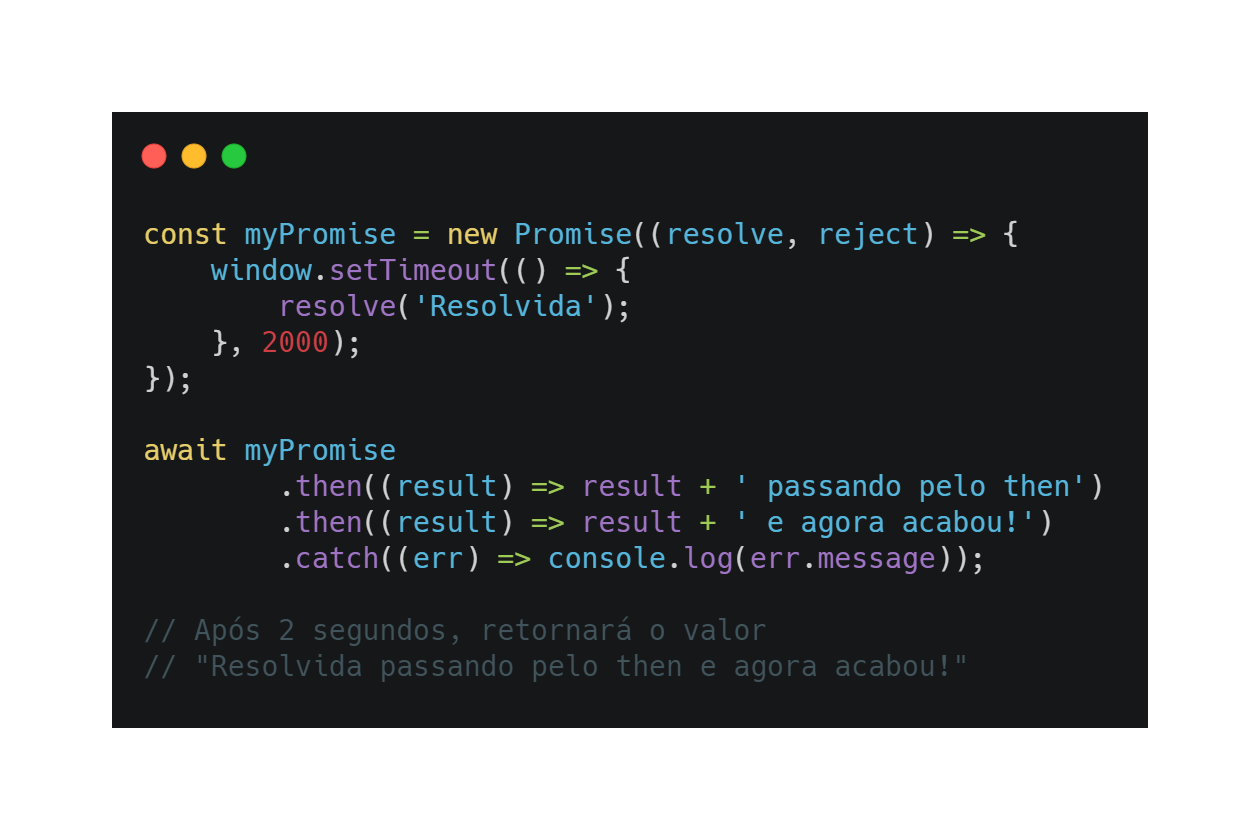 const myPromise = new Promise((resolve, reject) => {
    window.setTimeout(() => {
        resolve('Resolvida');
    }, 2000);
});

await myPromise
        .then((result) => result + ' passando pelo then')
        .then((result) => result + ' e agora acabou!')
        .catch((err) => console.log(err.message));

// Após 2 segundos, retornará o valor
// "Resolvida passando pelo then e agora acabou!"